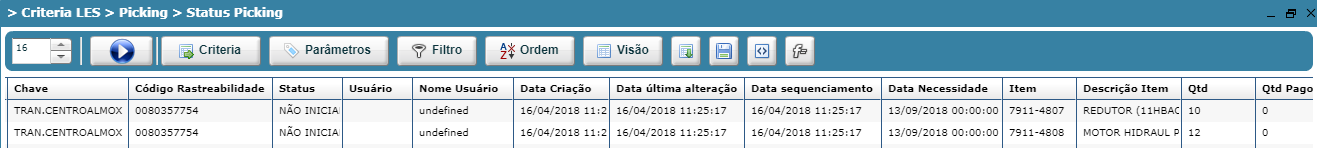 > Criteria LES > Picking > Status Picking
16 Criteria Parâmetros Filtro Ordem Visão
Chave Código Rastreabilidade Status Usuário Nome Usuário Data Criação Data última alteração Data sequenciamento Data Necessidade Item Descrição Item Qtd Qtd Pago
TRAN.CENTROALMOX 0080357754 NÃO INICIA undefined 16/04/2018 11:2 16/04/2018 11:25:17 16/04/2018 11:25:17 13/09/2018 00:00:00 7911-4807 REDUTOR (11HBAC 10 0
TRAN.CENTROALMOX 0080357754 NÃO INICIA undefined 16/04/2018 11:2 16/04/2018 11:25:17 16/04/2018 11:25:17 13/09/2018 00:00:00 7911-4808 MOTOR HIDRAUL P 12 0